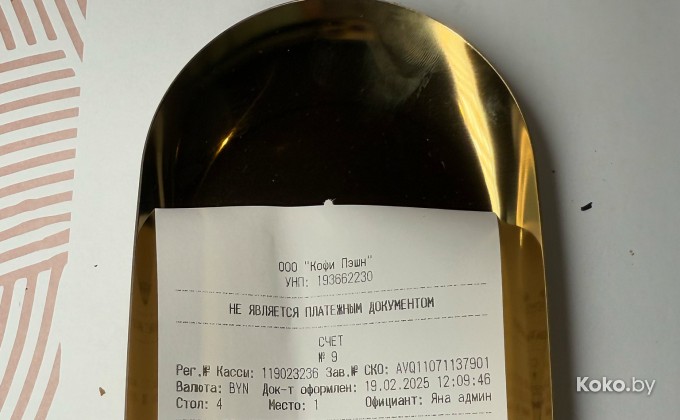 ООО "Кофи Пэшн"
УНП: 193662230
НЕ ЯВЛЯЕТСЯ ПЛАТЕЖНЫМ ДОКУМЕНТОМ
СЧЕТ
№ 9
Рег.№ Кассы: 119023236 Зав.№ СКО: AVQ11071137901
Валюта: BYN Док-т оформлен: 19.02.2025 12:09:46
Стол: 4 Место: 1 Официант: Яна админ
Koko.by